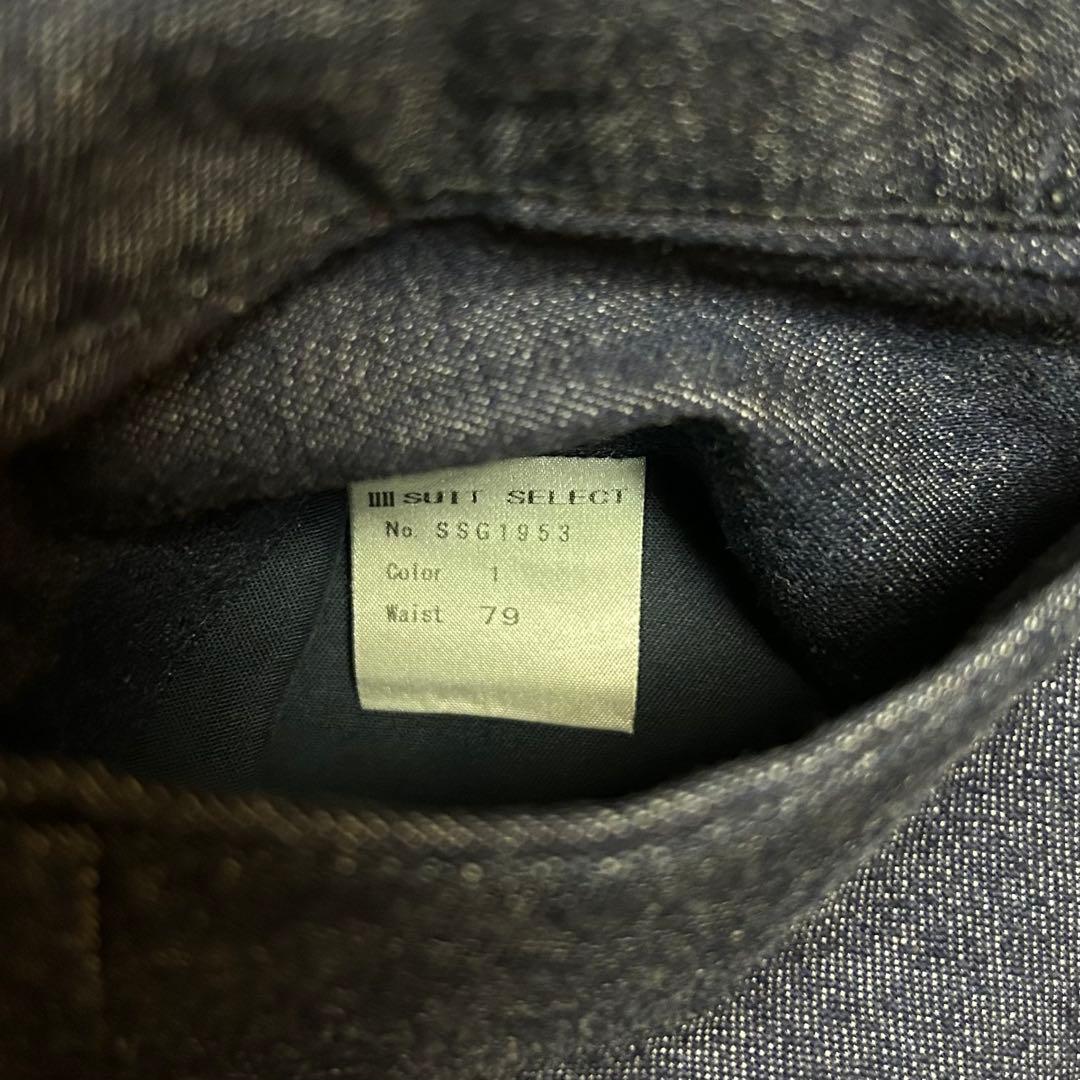 SUIT SELECT
No. SSG1953
Color 1
Waist 79